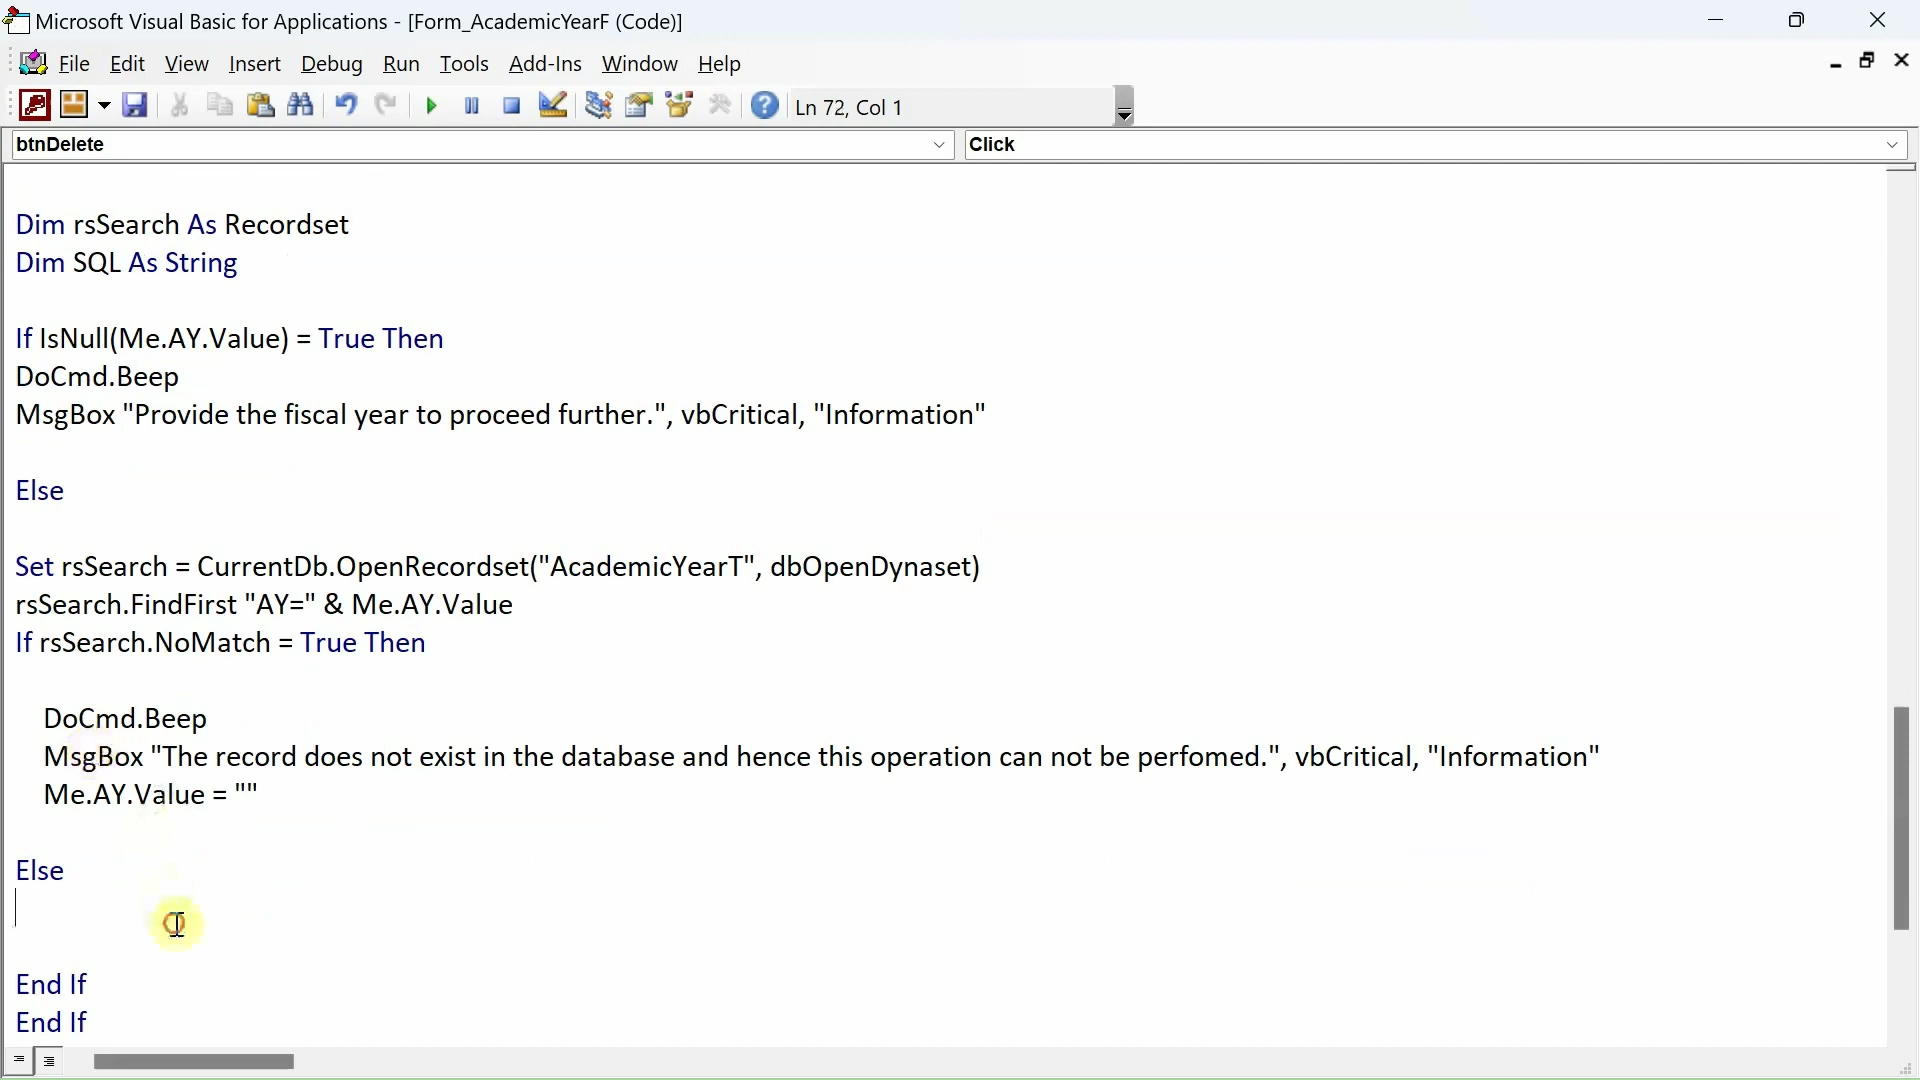 Microsoft Visual Basic for Applications - [Form_AcademicYearF (Code)]
File Edit View Insert Debug Run Tools Add-Ins Window Help
Ln 72, Col 1
btnDelete Click
Dim rsSearch As Recordset
Dim SQL As String
If IsNull(Me.AY.Value) = True Then
DoCmd.Beep
MsgBox "Provide the fiscal year to proceed further.", vbCritical, "Information"
Else
Set rsSearch = CurrentDb.OpenRecordset("AcademicYearT", dbOpenDynaset)
rsSearch.FindFirst "AY=" & Me.AY.Value
If rsSearch.NoMatch = True Then
DoCmd.Beep
MsgBox "The record does not exist in the database and hence this operation can not be perfomed.", vbCritical, "Information"
Me.AY.Value = ""
Else
End If
End If